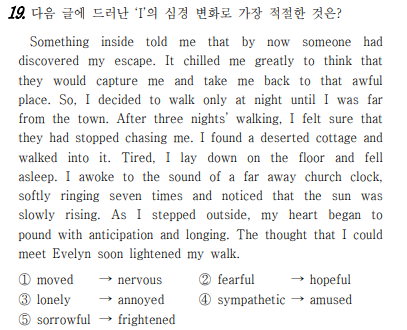 19. 다음 글에 드러난 'I'의 심경 변화로 가장 적절한 것은?
Something inside told me that by now someone had
discovered my escape. It chilled me greatly to think that
they would capture me and take me back to that awful
place. So, I decided to walk only at night until I was far
from the town. After three nights' walking, I felt sure that
they had stopped chasing me. I found a deserted cottage and
walked into it. Tired, I lay down on the floor and fell
asleep. I awoke to the sound of a far away church clock,
softly ringing seven times and noticed that the sun was
slowly rising. As I stepped outside, my heart began to
pound with anticipation and longing. The thought that I could
meet Evelyn soon lightened my walk.
① moved → nervous ② fearful → hopeful
③ lonely → annoyed ④ sympathetic → amused
⑤ sorrowful → frightened